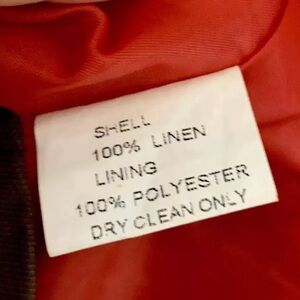 SHELL
100% LINEN
LINING
100% POLYESTER
DRY CLEAN ONLY